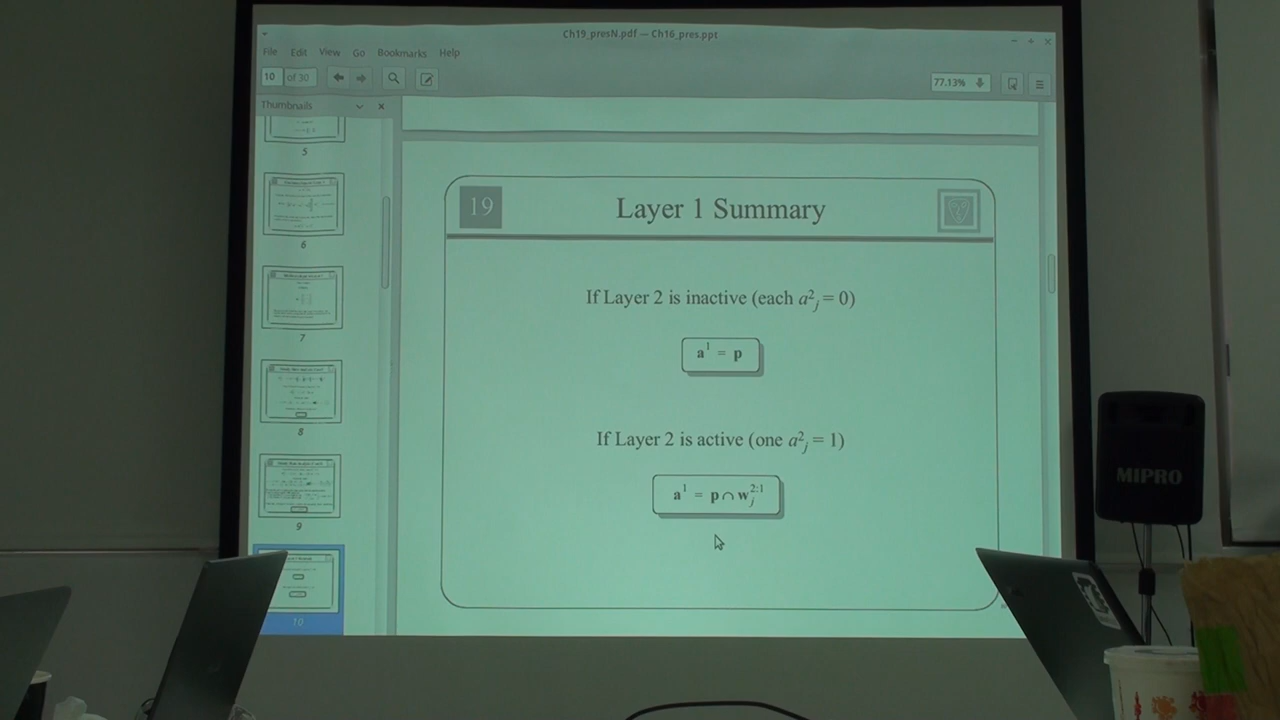 Ch19_presN.pdf — Ch16_pres.ppt
File Edit View Go Bookmarks Help
10 of 30
77.13%
Thumbnails
5
6
7
8
9
10
19 Layer 1 Summary
If Layer 2 is inactive (each a²ⱼ = 0)
a¹ = p
If Layer 2 is active (one a²ⱼ = 1)
a¹ = p ∩ wⱼ²:¹
MIPRO